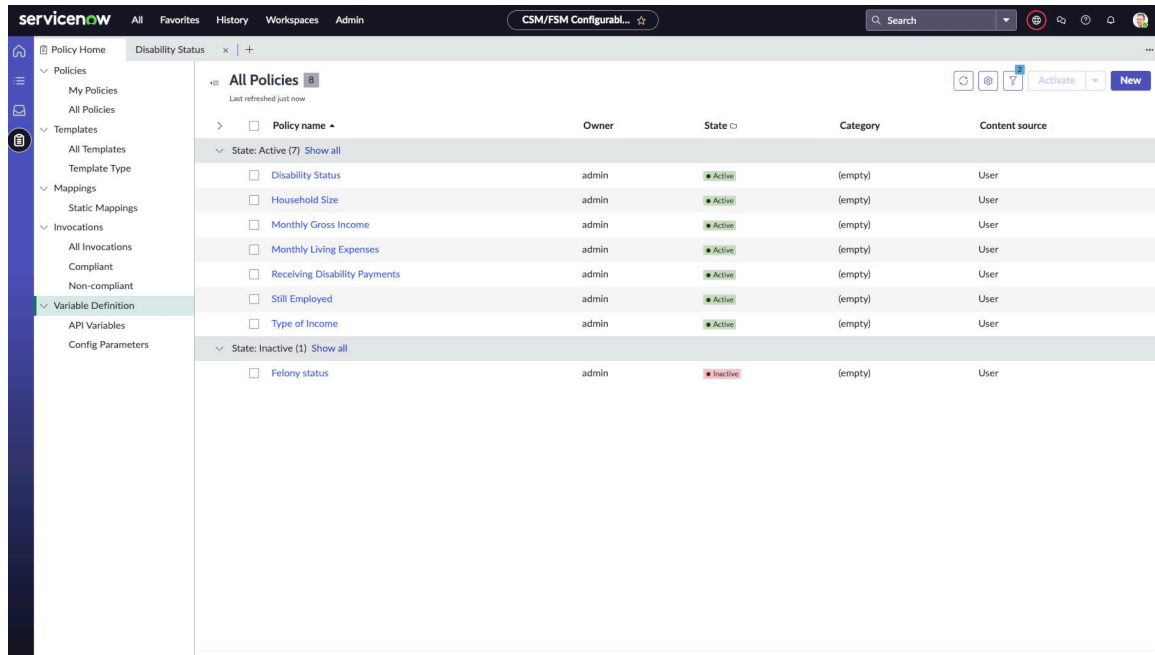 servicenow All Favorites History Workspaces Admin CSM/FSM Configurabl... Search
Policy Home Disability Status × +
Policies
My Policies
All Policies
Templates
All Templates
Template Type
Mappings
Static Mappings
Invocations
All Invocations
Compliant
Non-compliant
Variable Definition
API Variables
Config Parameters
All Policies 8
Last refreshed just now
2
Activate New
Policy name Owner State Category Content source
State: Active (7) Show all
Disability Status admin Active (empty) User
Household Size admin Active (empty) User
Monthly Gross Income admin Active (empty) User
Monthly Living Expenses admin Active (empty) User
Receiving Disability Payments admin Active (empty) User
Still Employed admin Active (empty) User
Type of Income admin Active (empty) User
State: Inactive (1) Show all
Felony status admin Inactive (empty) User